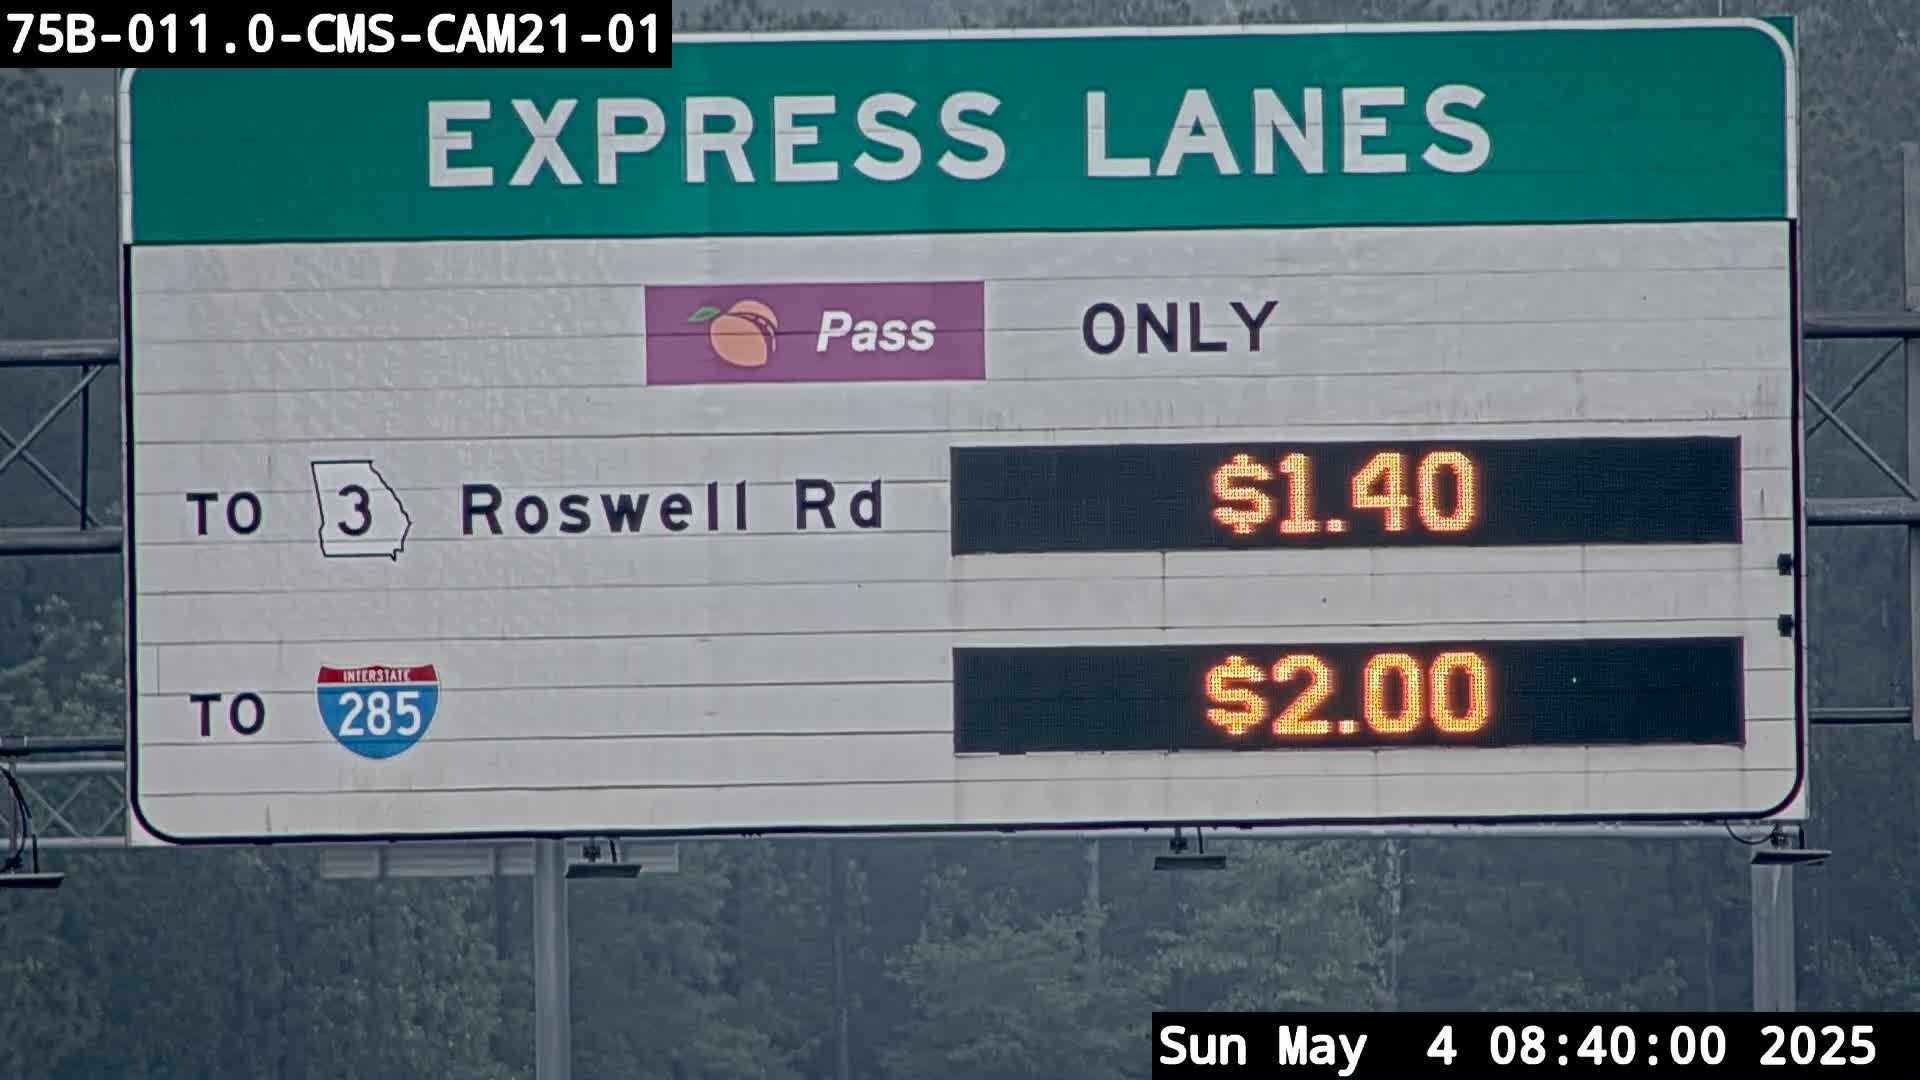 75B-011.0-CMS-CAM21-01
EXPRESS LANES
Pass ONLY
TO 3 Roswell Rd $1.40
INTERSTATE
TO 285 $2.00
Sun May 4 08:40:00 2025